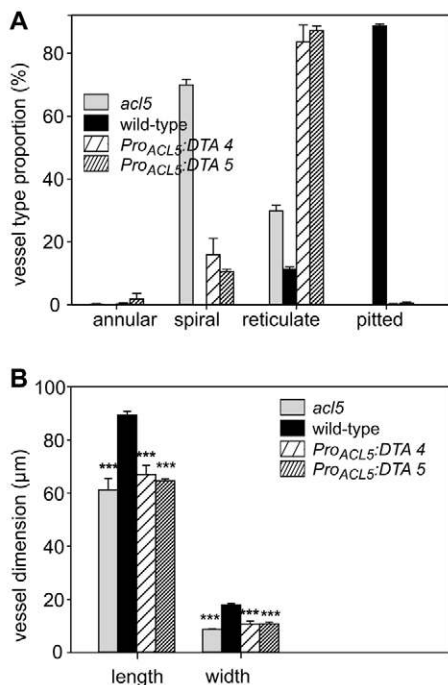 A
vessel type proportion (%)
80
60
40
20
0
acl5
wild-type
ProACL5:DTA 4
ProACL5:DTA 5
annular spiral reticulate pitted
B
vessel dimension (µm)
100
80
60
40
20
0
acl5
wild-type
ProACL5:DTA 4
ProACL5:DTA 5
*** *** ***
*** *** ***
length width